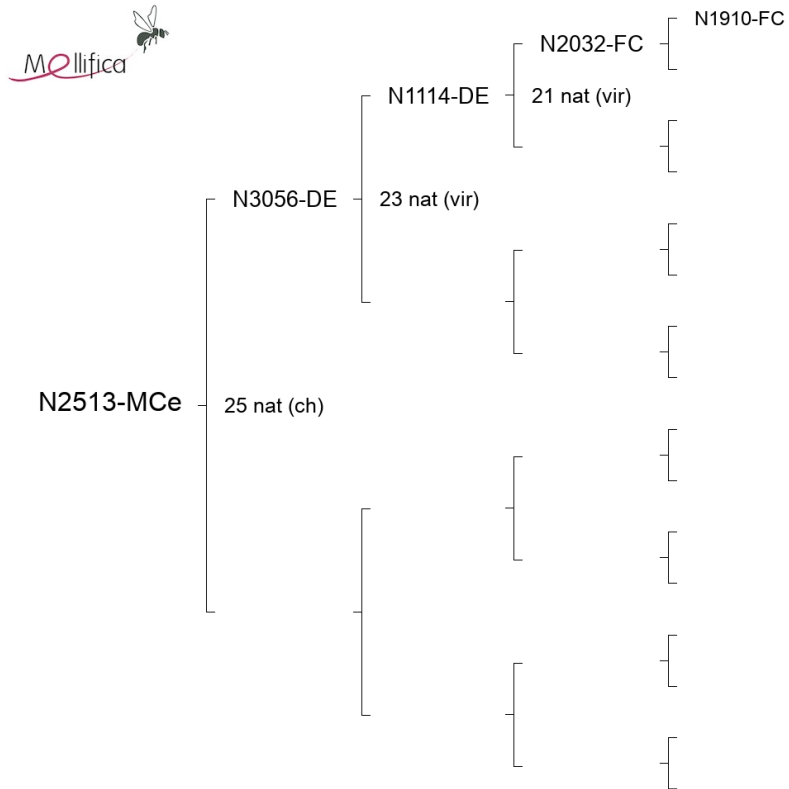 Mellifica
N1910-FC
N2032-FC
N1114-DE
21 nat (vir)
N3056-DE
23 nat (vir)
N2513-MCe
25 nat (ch)